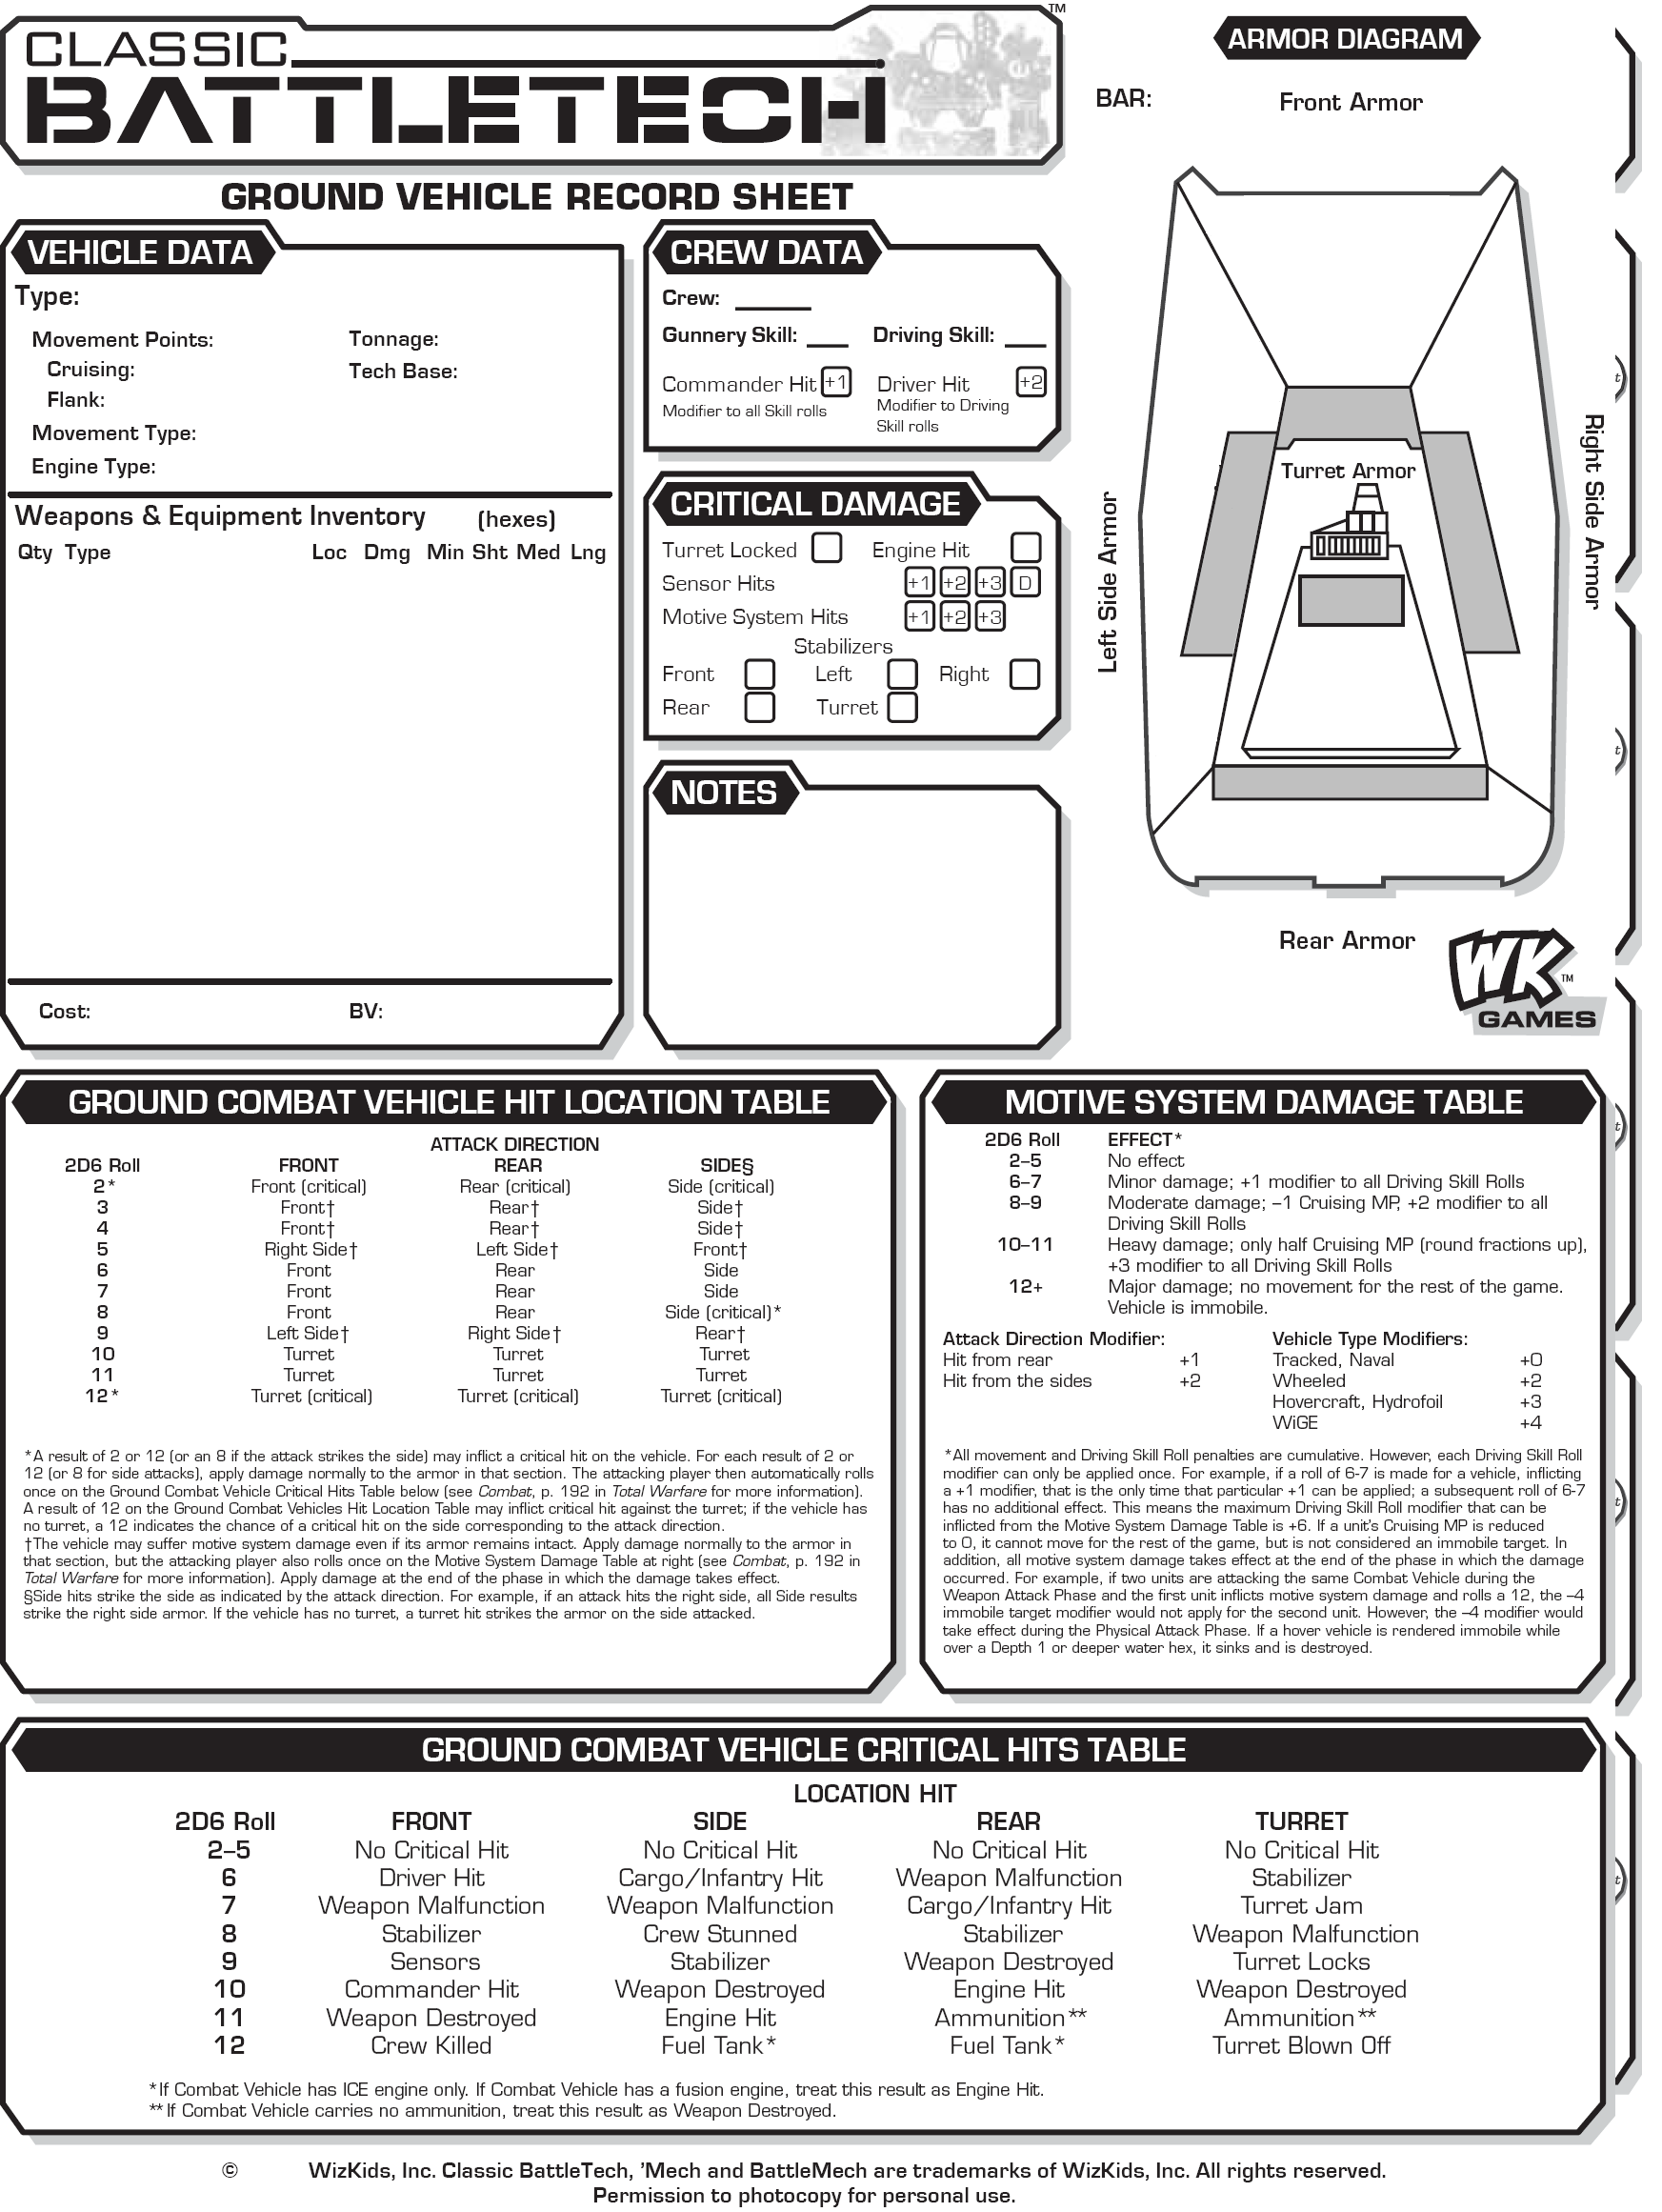 CLASSIC
BATTLETECH
TM
GROUND VEHICLE RECORD SHEET
VEHICLE DATA
Type:
Movement Points: Tonnage:
Cruising: Tech Base:
Flank:
Movement Type:
Engine Type:
Weapons & Equipment Inventory (hexes)
Qty Type Loc Dmg Min Sht Med Lng
Cost: BV:
CREW DATA
Crew:
Gunnery Skill: Driving Skill:
Commander Hit +1 Driver Hit +2
Modifier to all Skill rolls Modifier to Driving
Skill rolls
CRITICAL DAMAGE
Turret Locked Engine Hit
Sensor Hits +1 +2 +3 D
Motive System Hits +1 +2 +3
Stabilizers
Front Left Right
Rear Turret
NOTES
ARMOR DIAGRAM
BAR: Front Armor
Turret Armor
Left Side Armor
Right Side Armor
Rear Armor
WK TM
GAMES
GROUND COMBAT VEHICLE HIT LOCATION TABLE
ATTACK DIRECTION
2D6 Roll FRONT REAR SIDE§
2* Front (critical) Rear (critical) Side (critical)
3 Front† Rear† Side†
4 Front† Rear† Side†
5 Right Side† Left Side† Front†
6 Front Rear Side
7 Front Rear Side
8 Front Rear Side (critical)*
9 Left Side† Right Side† Rear†
10 Turret Turret Turret
11 Turret Turret Turret
12* Turret (critical) Turret (critical) Turret (critical)
*A result of 2 or 12 (or an 8 if the attack strikes the side) may inflict a critical hit on the vehicle. For each result of 2 or
12 (or 8 for side attacks), apply damage normally to the armor in that section. The attacking player then automatically rolls
once on the Ground Combat Vehicle Critical Hits Table below (see Combat, p. 192 in Total Warfare for more information).
A result of 12 on the Ground Combat Vehicles Hit Location Table may inflict critical hit against the turret; if the vehicle has
no turret, a 12 indicates the chance of a critical hit on the side corresponding to the attack direction.
†The vehicle may suffer motive system damage even if its armor remains intact. Apply damage normally to the armor in
that section, but the attacking player also rolls once on the Motive System Damage Table at right (see Combat, p. 192 in
Total Warfare for more information). Apply damage at the end of the phase in which the damage takes effect.
§Side hits strike the side as indicated by the attack direction. For example, if an attack hits the right side, all Side results
strike the right side armor. If the vehicle has no turret, a turret hit strikes the armor on the side attacked.
MOTIVE SYSTEM DAMAGE TABLE
2D6 Roll EFFECT*
2–5 No effect
6–7 Minor damage; +1 modifier to all Driving Skill Rolls
8–9 Moderate damage; –1 Cruising MP, +2 modifier to all
Driving Skill Rolls
10–11 Heavy damage; only half Cruising MP (round fractions up),
+3 modifier to all Driving Skill Rolls
12+ Major damage; no movement for the rest of the game.
Vehicle is immobile.
Attack Direction Modifier: Vehicle Type Modifiers:
Hit from rear +1 Tracked, Naval +0
Hit from the sides +2 Wheeled +2
Hovercraft, Hydrofoil +3
WiGE +4
*All movement and Driving Skill Roll penalties are cumulative. However, each Driving Skill Roll
modifier can only be applied once. For example, if a roll of 6-7 is made for a vehicle, inflicting
a +1 modifier, that is the only time that particular +1 can be applied; a subsequent roll of 6-7
has no additional effect. This means the maximum Driving Skill Roll modifier that can be
inflicted from the Motive System Damage Table is +6. If a unit's Cruising MP is reduced
to 0, it cannot move for the rest of the game, but is not considered an immobile target. In
addition, all motive system damage takes effect at the end of the phase in which the damage
occurred. For example, if two units are attacking the same Combat Vehicle during the
Weapon Attack Phase and the first unit inflicts motive system damage and rolls a 12, the –4
immobile target modifier would not apply for the second unit. However, the –4 modifier would
take effect during the Physical Attack Phase. If a hover vehicle is rendered immobile while
over a Depth 1 or deeper water hex, it sinks and is destroyed.
GROUND COMBAT VEHICLE CRITICAL HITS TABLE
LOCATION HIT
2D6 Roll FRONT SIDE REAR TURRET
2–5 No Critical Hit No Critical Hit No Critical Hit No Critical Hit
6 Driver Hit Cargo/Infantry Hit Weapon Malfunction Stabilizer
7 Weapon Malfunction Weapon Malfunction Cargo/Infantry Hit Turret Jam
8 Stabilizer Crew Stunned Stabilizer Weapon Malfunction
9 Sensors Stabilizer Weapon Destroyed Turret Locks
10 Commander Hit Weapon Destroyed Engine Hit Weapon Destroyed
11 Weapon Destroyed Engine Hit Ammunition** Ammunition**
12 Crew Killed Fuel Tank* Fuel Tank* Turret Blown Off
*If Combat Vehicle has ICE engine only. If Combat Vehicle has a fusion engine, treat this result as Engine Hit.
**If Combat Vehicle carries no ammunition, treat this result as Weapon Destroyed.
© WizKids, Inc. Classic BattleTech, 'Mech and BattleMech are trademarks of WizKids, Inc. All rights reserved.
Permission to photocopy for personal use.